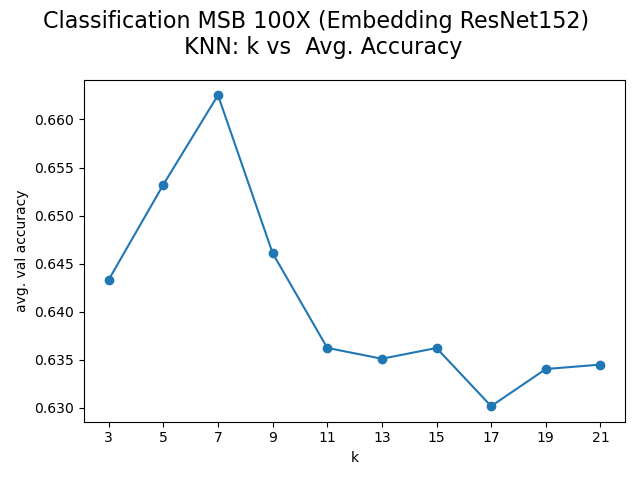 Classification MSB 100X (Embedding ResNet152)
KNN: k vs  Avg. Accuracy
0.660
0.655
0.650
0.645
0.640
0.635
0.630
avg. val accuracy
3 5 7 9 11 13 15 17 19 21
k